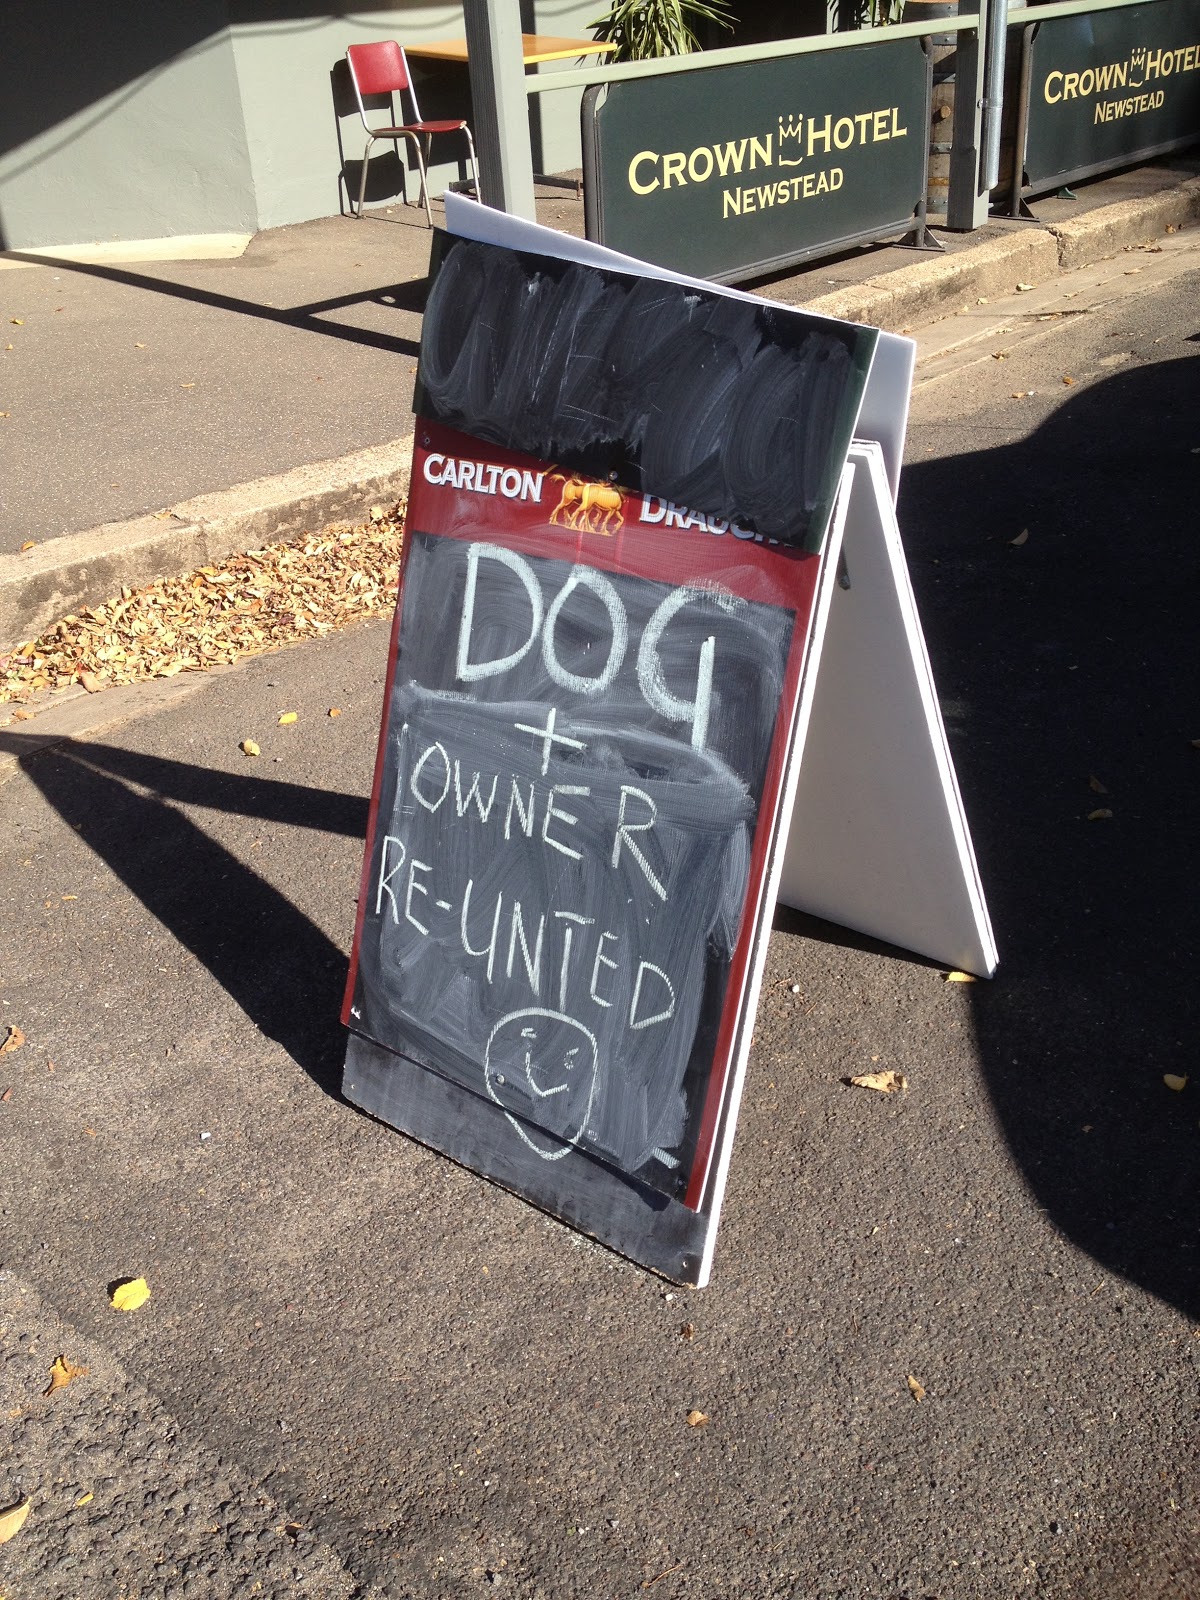 CROWN HOTEL
NEWSTEAD
CROWN HOTEL
NEWSTEAD
CARLTON
DOG
+
OWNER
RE-UNTED